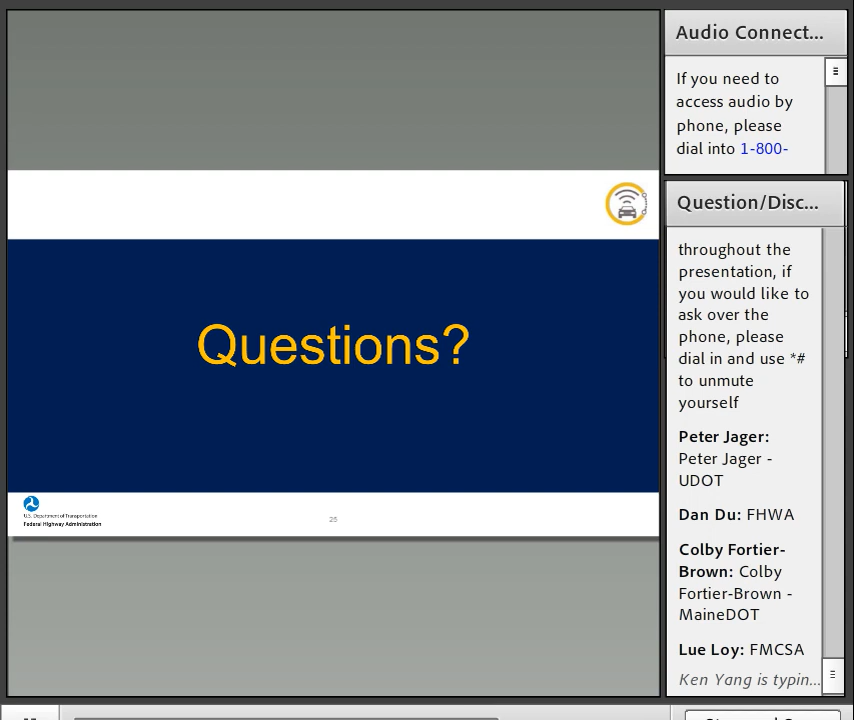 Audio Connect...
If you need to
access audio by
phone, please
dial into 1-800-
Question/Disc...
throughout the
presentation, if
you would like to
ask over the
phone, please
dial in and use *#
to unmute
yourself
Peter Jager:
Peter Jager -
UDOT
Dan Du: FHWA
Colby Fortier-
Brown: Colby
Fortier-Brown -
MaineDOT
Lue Loy: FMCSA
Ken Yang is typin...
Questions?
U.S. Department of Transportation
Federal Highway Administration